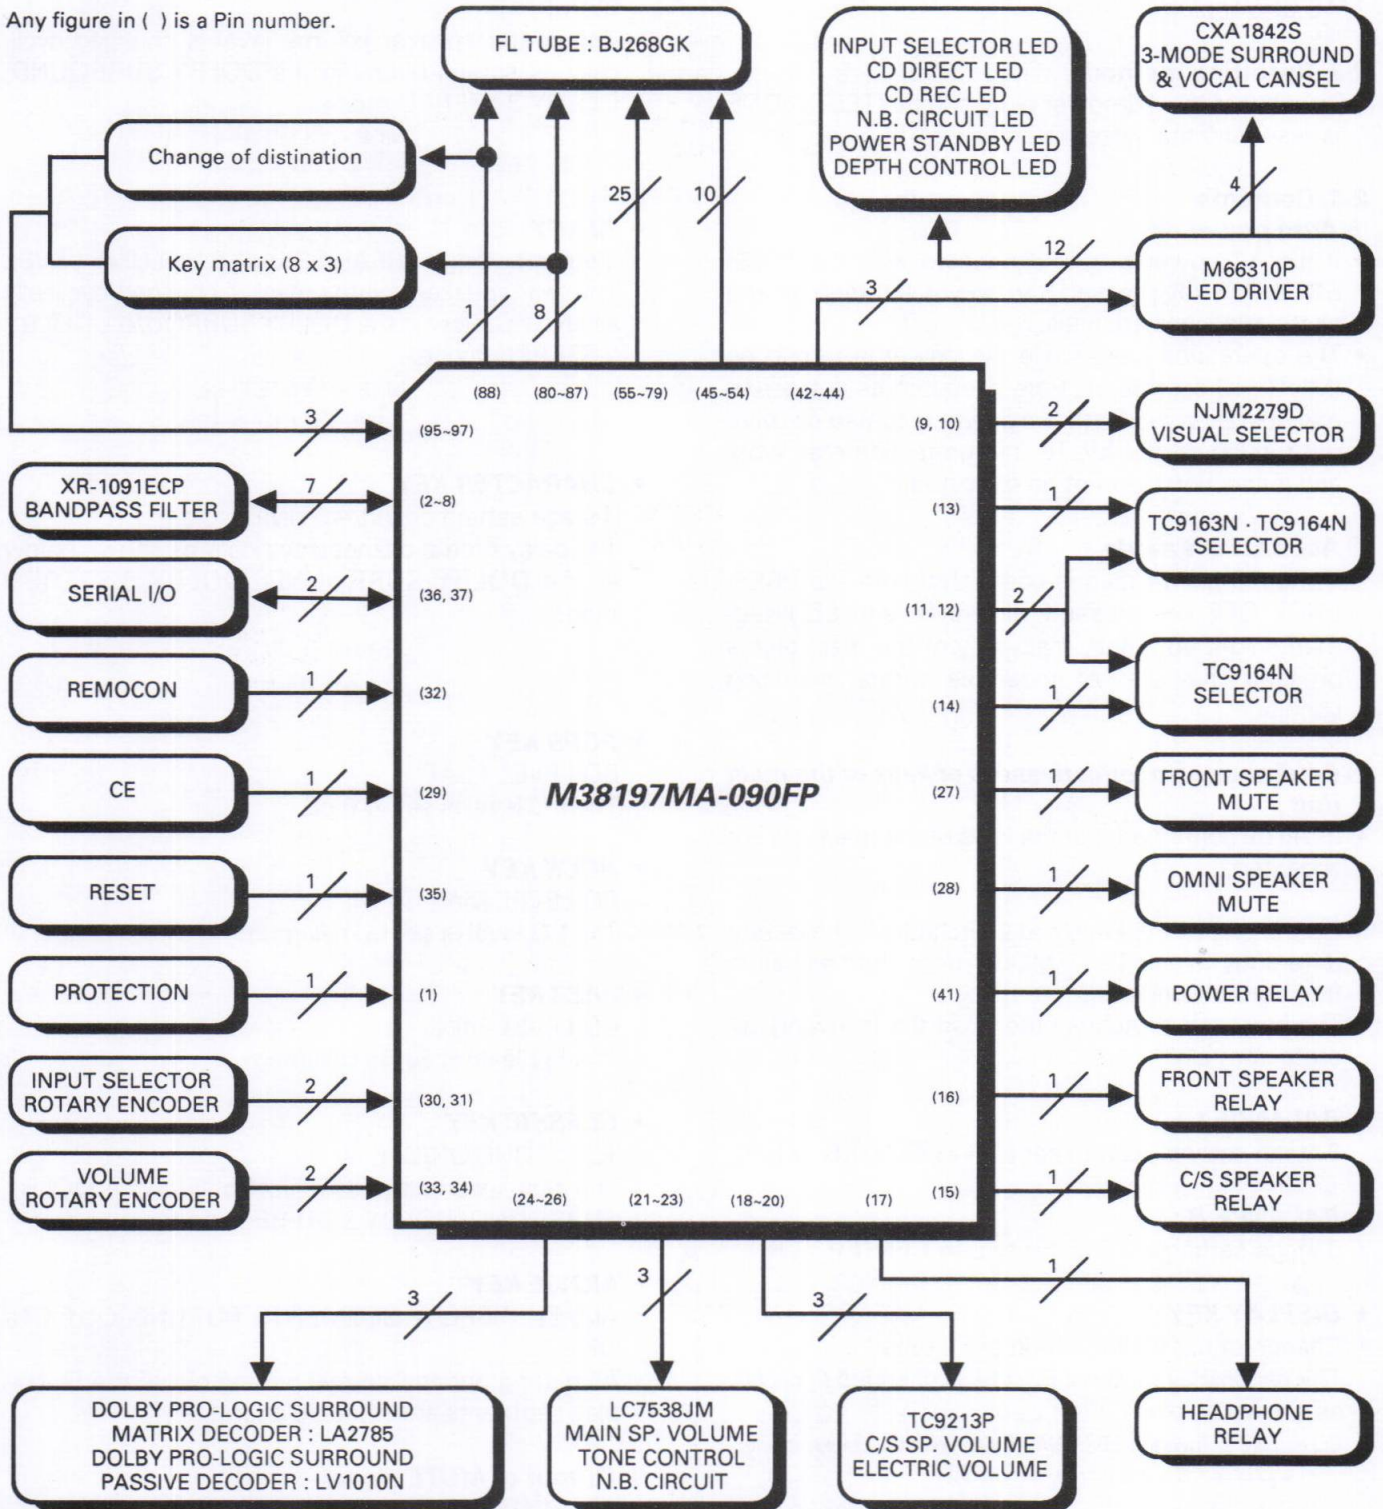 Any figure in ( ) is a Pin number.
FL TUBE : BJ268GK
INPUT SELECTOR LED
CD DIRECT LED
CD REC LED
N.B. CIRCUIT LED
POWER STANDBY LED
DEPTH CONTROL LED
CXA1842S
3-MODE SURROUND
& VOCAL CANSEL
Change of distination
Key matrix (8 x 3)
25
10
4
12
M66310P
LED DRIVER
3
1
8
(88)
(80~87)
(55~79)
(45~54)
(42~44)
3
(95~97)
(9, 10)
2
NJM2279D
VISUAL SELECTOR
XR-1091ECP
BANDPASS FILTER
7
(2~8)
(13)
1
TC9163N · TC9164N
SELECTOR
SERIAL I/O
2
(36, 37)
(11, 12)
2
REMOCON
1
(32)
(14)
1
TC9164N
SELECTOR
CE
1
(29)
M38197MA-090FP
(27)
1
FRONT SPEAKER
MUTE
RESET
1
(35)
(28)
1
OMNI SPEAKER
MUTE
PROTECTION
1
(1)
(41)
1
POWER RELAY
INPUT SELECTOR
ROTARY ENCODER
2
(30, 31)
(16)
1
FRONT SPEAKER
RELAY
VOLUME
ROTARY ENCODER
2
(33, 34)
(24~26)
(21~23)
(18~20)
(17)
(15)
1
C/S SPEAKER
RELAY
3
3
3
1
DOLBY PRO-LOGIC SURROUND
MATRIX DECODER : LA2785
DOLBY PRO-LOGIC SURROUND
PASSIVE DECODER : LV1010N
LC7538JM
MAIN SP. VOLUME
TONE CONTROL
N.B. CIRCUIT
TC9213P
C/S SP. VOLUME
ELECTRIC VOLUME
HEADPHONE
RELAY